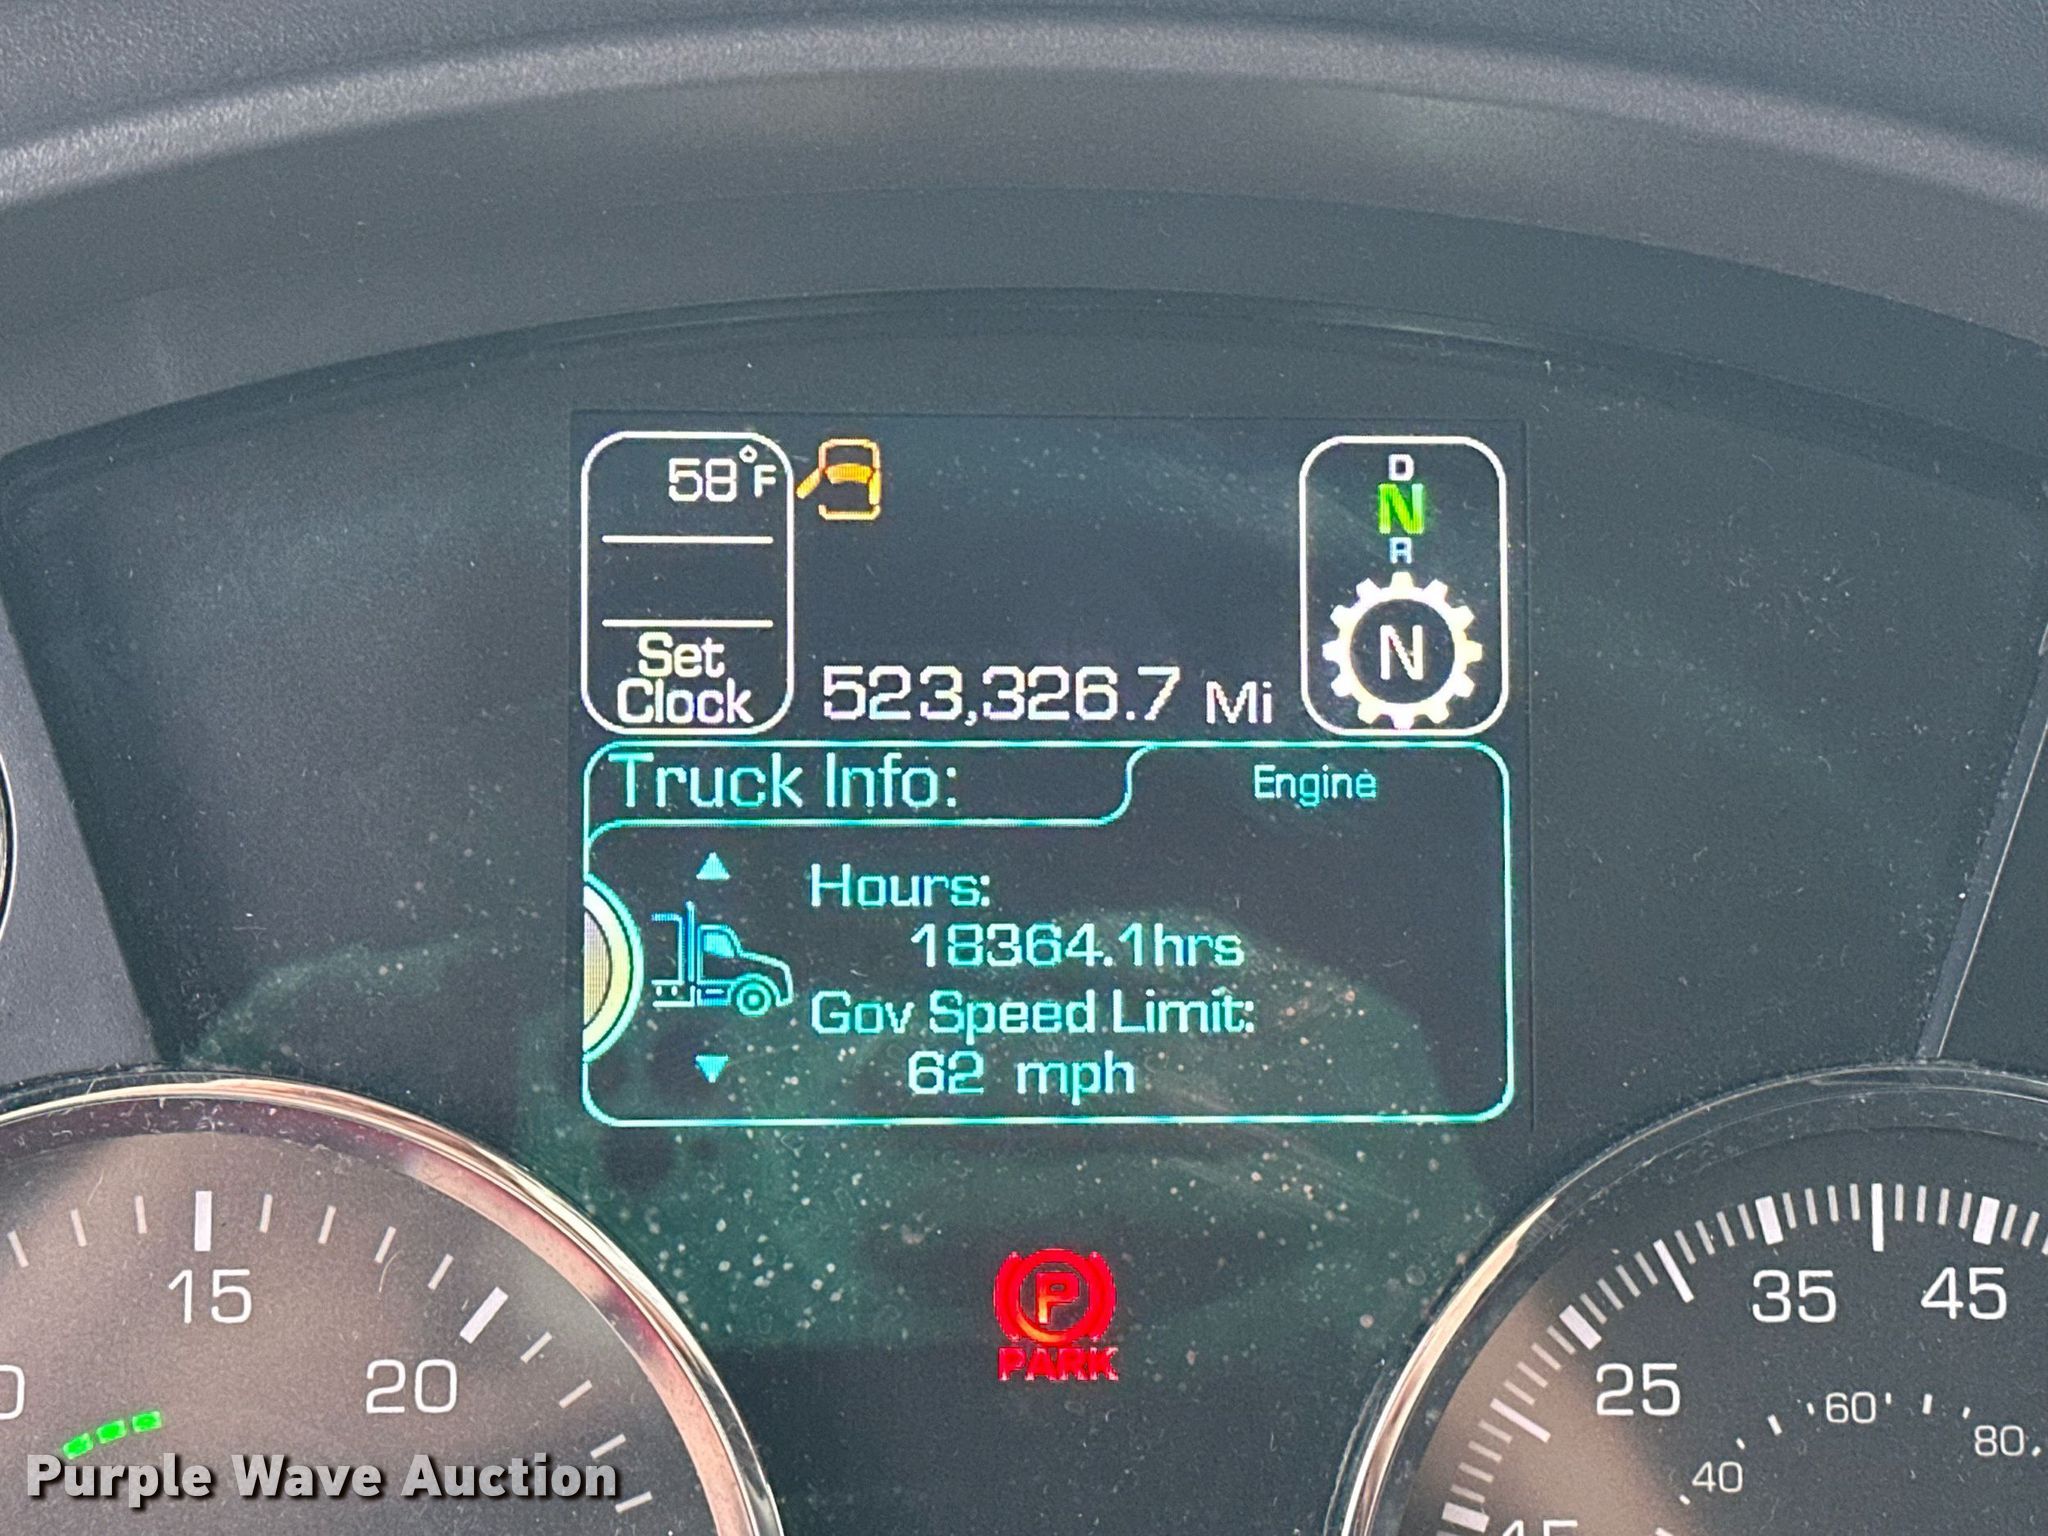 58°F
D
N
R
N
Set
Clock
523,326.7 Mi
Truck Info:
Engine
Hours:
18364.1hrs
Gov Speed Limit:
62 mph
15
20
P
PARK
25
35
45
40
60
80
Purple Wave Auction